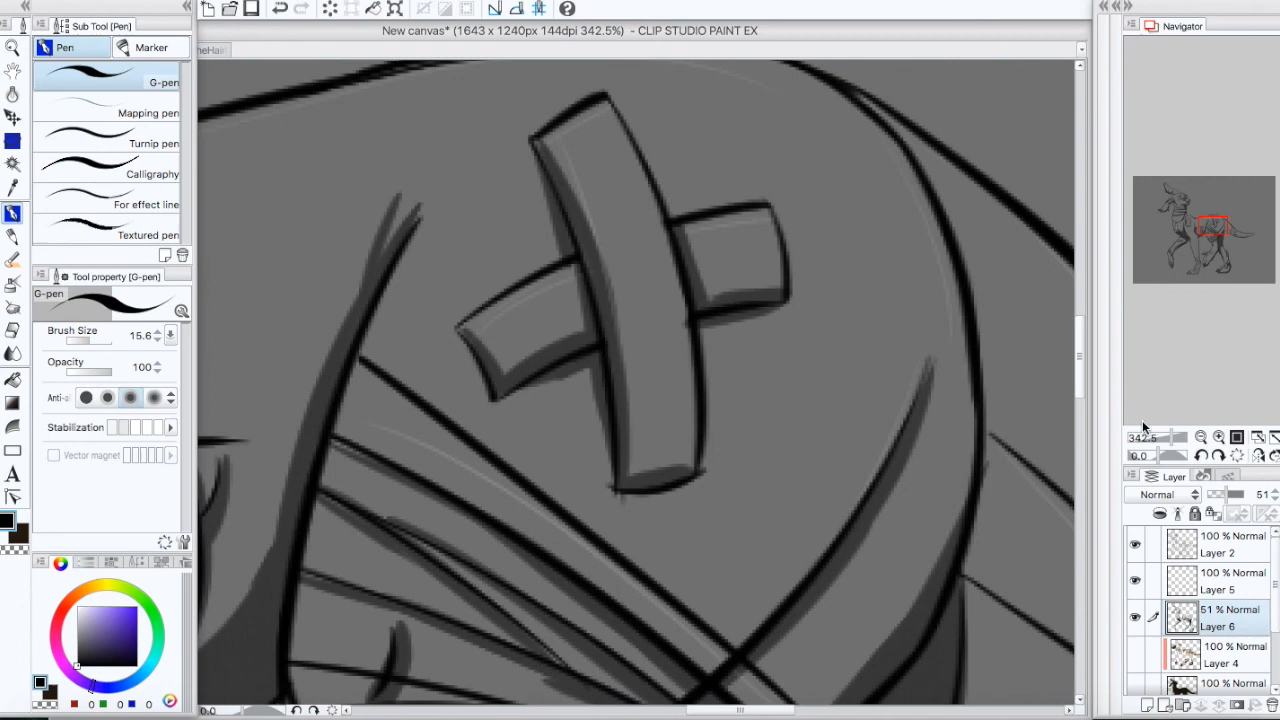 New canvas* (1643 x 1240px 144dpi 342.5%) - CLIP STUDIO PAINT EX
Sub Tool [Pen]
Pen
Marker
G-pen
Mapping pen
Turnip pen
Calligraphy
For effect line
Textured pen
Tool property [G-pen]
G-pen
Brush Size 15.6
Opacity 100
Anti-a
Stabilization
Vector magnet
0 0 0
0.0
Navigator
342.5
0.0
Layer
Normal 51
100 % Normal
Layer 2
100 % Normal
Layer 5
51 % Normal
Layer 6
100 % Normal
Layer 4
100 % Normal